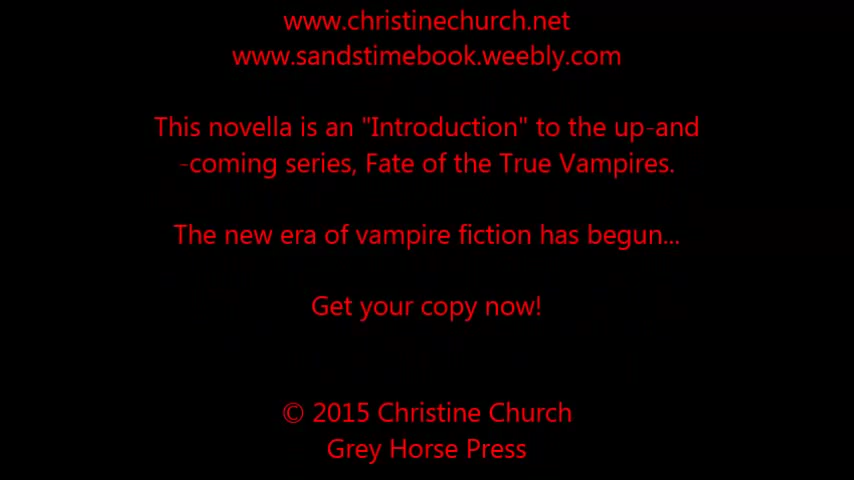 www.christinechurch.net
www.sandstimebook.weebly.com
This novella is an "Introduction" to the up-and
-coming series, Fate of the True Vampires.
The new era of vampire fiction has begun...
Get your copy now!
© 2015 Christine Church
Grey Horse Press